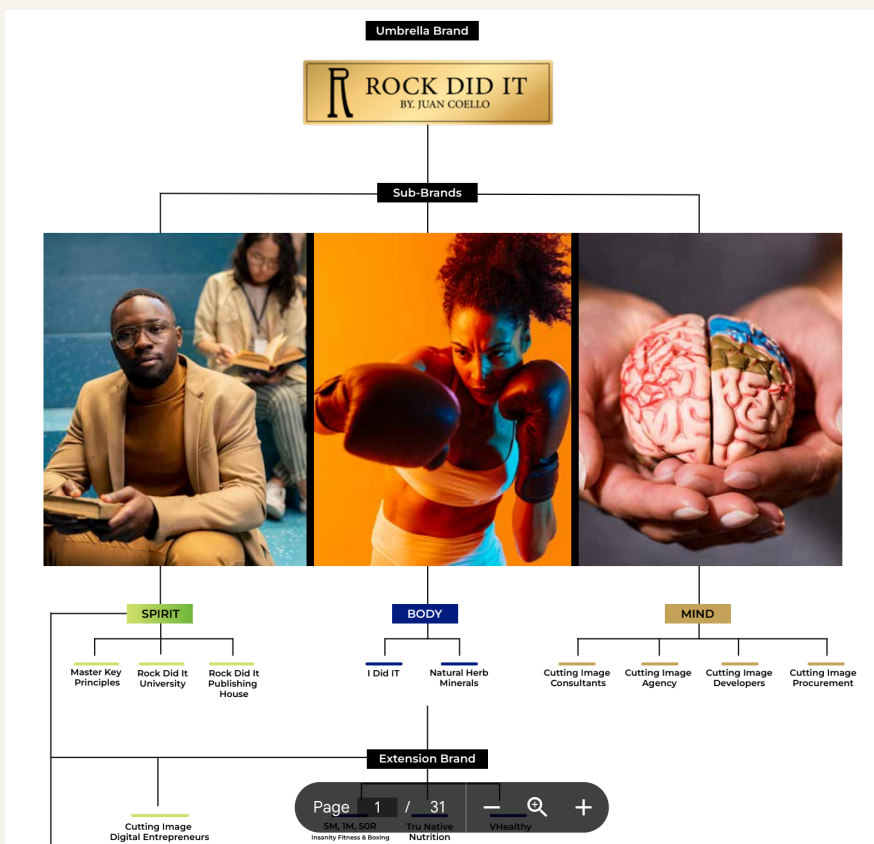 Umbrella Brand
R ROCK DID IT
BY. JUAN COELLO
Sub-Brands
SPIRIT
BODY
MIND
Master Key
Principles
Rock Did It
University
Rock Did It
Publishing
House
I Did IT
Natural Herb
Minerals
Cutting Image
Consultants
Cutting Image
Agency
Cutting Image
Developers
Cutting Image
Procurement
Extension Brand
Page 1 / 31
Cutting Image
Digital Entrepreneurs
5M, 1M, 50R
Insanity Fitness & Boxing
Tru Native
Nutrition
VHealthy